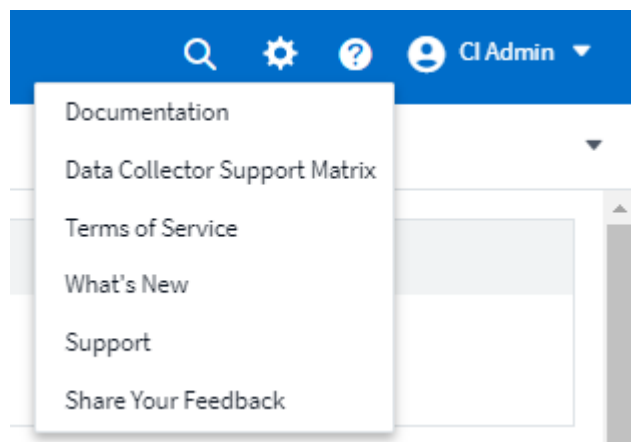 CI Admin
Documentation
Data Collector Support Matrix
Terms of Service
What's New
Support
Share Your Feedback